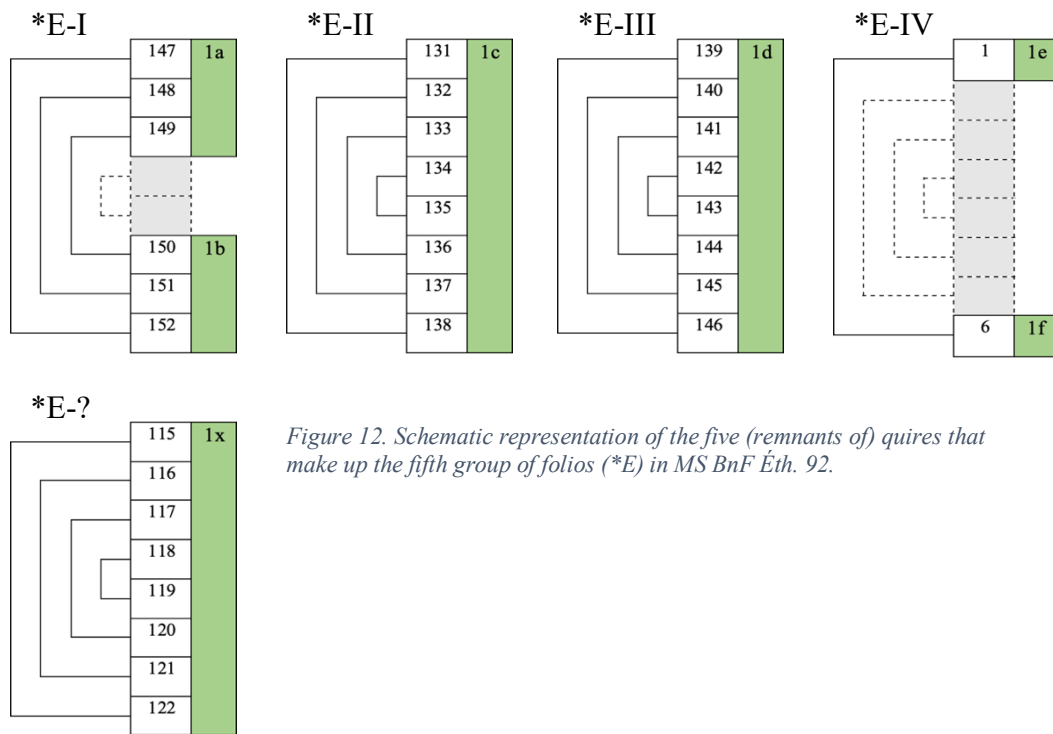 *E-I
147 1a
148
149
150 1b
151
152
*E-II
131 1c
132
133
134
135
136
137
138
*E-III
139 1d
140
141
142
143
144
145
146
*E-IV
1 1e
6 1f
*E-?
115 1x
116
117
118
119
120
121
122
Figure 12. Schematic representation of the five (remnants of) quires that
make up the fifth group of folios (*E) in MS BnF Éth. 92.